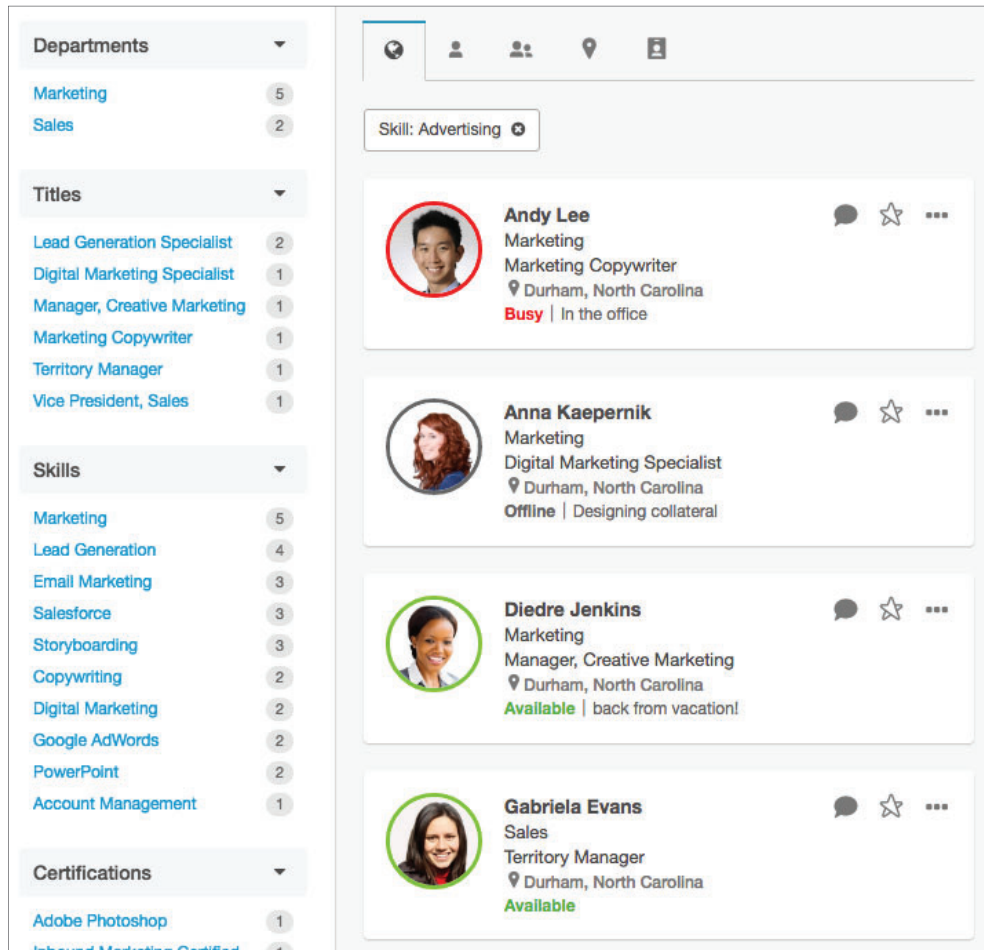 Departments
Marketing 5
Sales 2
Titles
Lead Generation Specialist 2
Digital Marketing Specialist 1
Manager, Creative Marketing 1
Marketing Copywriter 1
Territory Manager 1
Vice President, Sales 1
Skills
Marketing 5
Lead Generation 4
Email Marketing 3
Salesforce 3
Storyboarding 3
Copywriting 2
Digital Marketing 2
Google AdWords 2
PowerPoint 2
Account Management 1
Certifications
Adobe Photoshop 1
Inbound Marketing Certified 1
Skill: Advertising
Andy Lee
Marketing
Marketing Copywriter
Durham, North Carolina
Busy | In the office
Anna Kaepernik
Marketing
Digital Marketing Specialist
Durham, North Carolina
Offline | Designing collateral
Diedre Jenkins
Marketing
Manager, Creative Marketing
Durham, North Carolina
Available | back from vacation!
Gabriela Evans
Sales
Territory Manager
Durham, North Carolina
Available